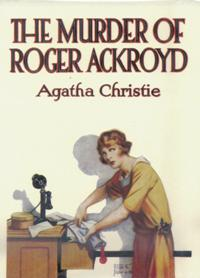 THE MURDER OF
ROGER ACKROYD
Agatha Christie